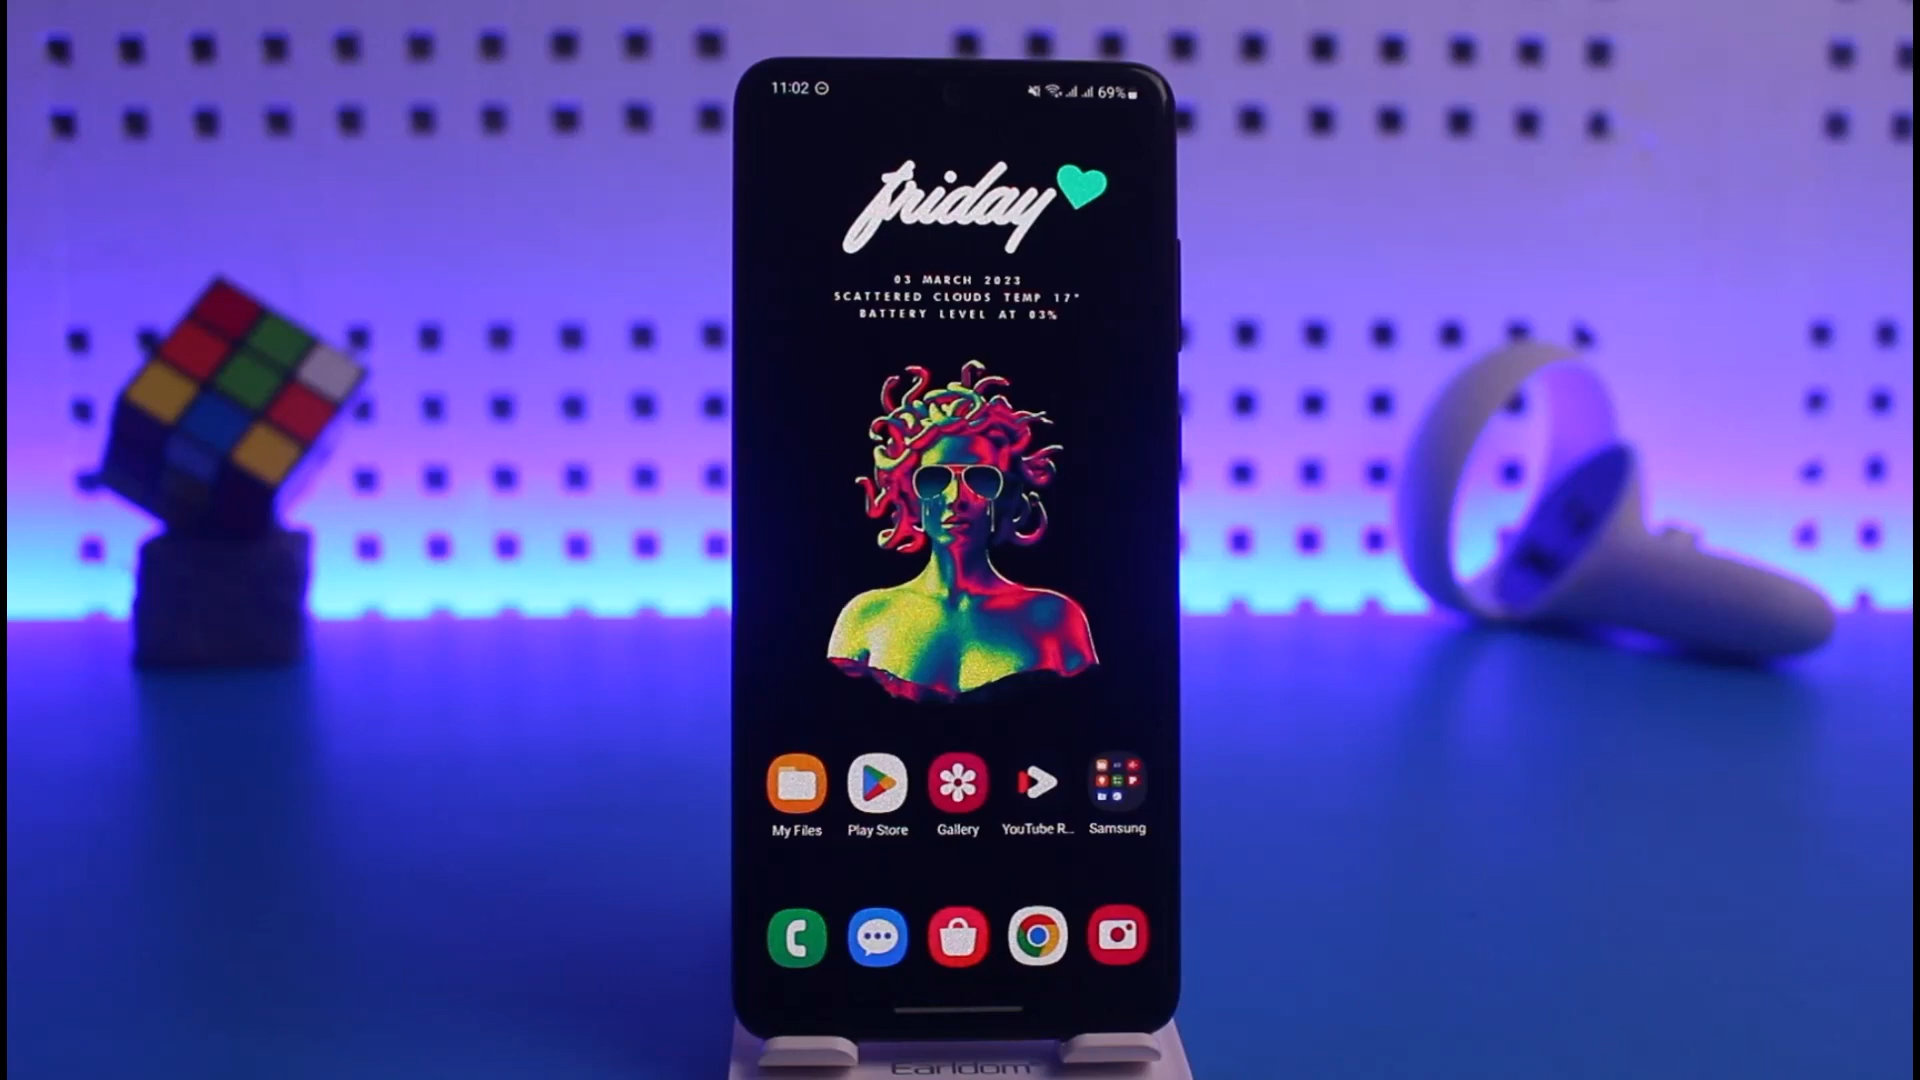 11:02
69%
friday
03 MARCH 2023
SCATTERED CLOUDS TEMP 17°
BATTERY LEVEL AT 03%
My Files Play Store Gallery YouTube R... Samsung
Earldom